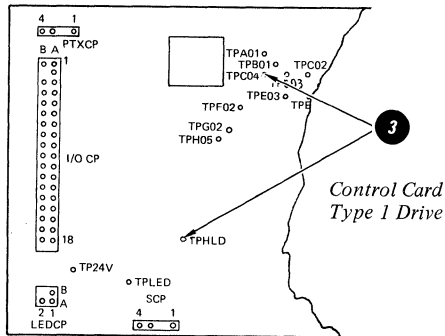 4 1
PTXCP
B A
1
TPA01
TPB01
TPC02
TPC04
TPE03
TPF02
TPG02
TPH05
I/O CP
3
Control Card
Type 1 Drive
18
TPHLD
TP24V
TPLED
B
A
2 1
LEDCP
SCP
4 1